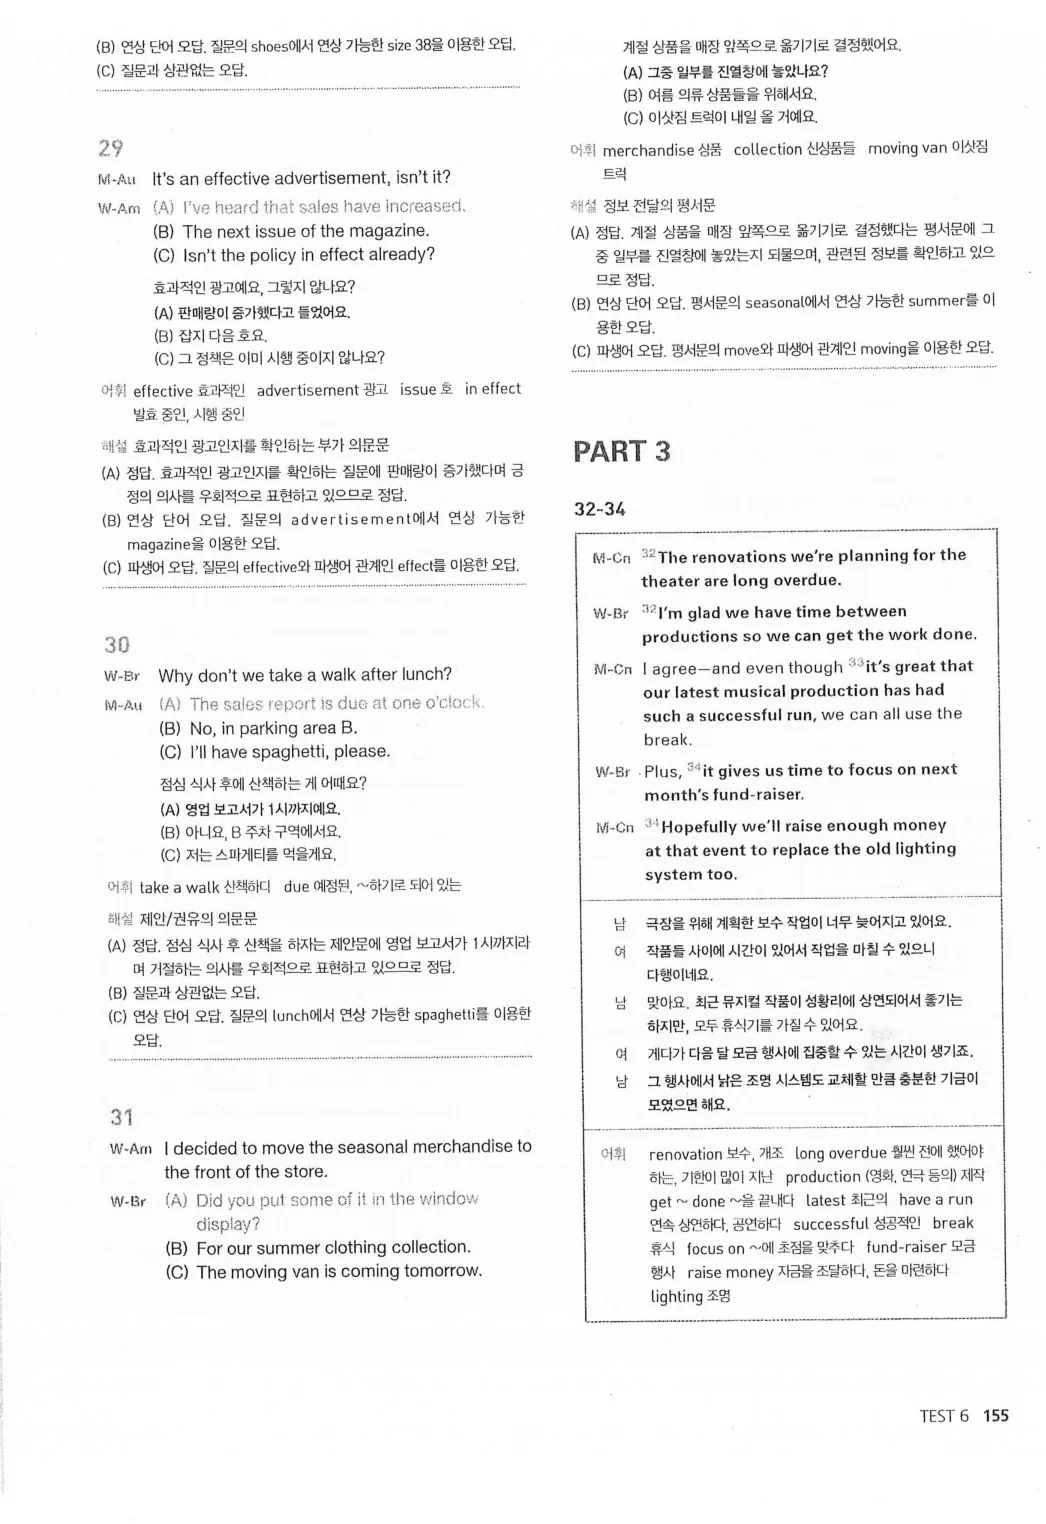 (B) 연상 단어 오답. 질문의 shoes에서 연상 가능한 size 38을 이용한 오답.
(C) 질문과 상관없는 오답.
29
M-Au It's an effective advertisement, isn't it?
W-Am (A) I've heard that sales have increased.
(B) The next issue of the magazine.
(C) Isn't the policy in effect already?
효과적인 광고예요, 그렇지 않나요?
(A) 판매량이 증가했다고 들었어요.
(B) 잡지 다음 호요.
(C) 그 정책은 이미 시행 중이지 않나요?
어휘 effective 효과적인 advertisement 광고 issue 호 in effect
발효 중인, 시행 중인
해설 효과적인 광고인지를 확인하는 부가 의문문
(A) 정답. 효과적인 광고인지를 확인하는 질문에 판매량이 증가했다며 긍
정의 의사를 우회적으로 표현하고 있으므로 정답.
(B) 연상 단어 오답. 질문의 advertisement에서 연상 가능한
magazine을 이용한 오답.
(C) 파생어 오답. 질문의 effective와 파생어 관계인 effect를 이용한 오답.
30
W-Br Why don't we take a walk after lunch?
M-Au (A) The sales report is due at one o'clock.
(B) No, in parking area B.
(C) I'll have spaghetti, please.
점심 식사 후에 산책하는 게 어때요?
(A) 영업 보고서가 1시까지예요.
(B) 아니요, B 주차 구역에서요.
(C) 저는 스파게티를 먹을게요.
어휘 take a walk 산책하다 due 예정된, ~하기로 되어 있는
해설 제안/권유의 의문문
(A) 정답. 점심 식사 후 산책을 하자는 제안문에 영업 보고서가 1시까지라
며 거절하는 의사를 우회적으로 표현하고 있으므로 정답.
(B) 질문과 상관없는 오답.
(C) 연상 단어 오답. 질문의 lunch에서 연상 가능한 spaghetti를 이용한
오답.
31
W-Am I decided to move the seasonal merchandise to
the front of the store.
W-Br (A) Did you put some of it in the window
display?
(B) For our summer clothing collection.
(C) The moving van is coming tomorrow.
계절 상품을 매장 앞쪽으로 옮기기로 결정했어요.
(A) 그중 일부를 진열창에 놓았나요?
(B) 여름 의류 상품들을 위해서요.
(C) 이삿짐 트럭이 내일 올 거예요.
어휘 merchandise 상품 collection 신상품들 moving van 이삿짐
트럭
해설 정보 전달의 평서문
(A) 정답. 계절 상품을 매장 앞쪽으로 옮기기로 결정했다는 평서문에 그
중 일부를 진열창에 놓았는지 되물으며, 관련된 정보를 확인하고 있으
므로 정답.
(B) 연상 단어 오답. 평서문의 seasonal에서 연상 가능한 summer를 이
용한 오답.
(C) 파생어 오답. 평서문의 move와 파생어 관계인 moving을 이용한 오답.
PART 3
32-34
M-Cn 32The renovations we're planning for the
theater are long overdue.
W-Br 32I'm glad we have time between
productions so we can get the work done.
M-Cn I agree—and even though 33it's great that
our latest musical production has had
such a successful run, we can all use the
break.
W-Br Plus, 34it gives us time to focus on next
month's fund-raiser.
M-Cn 34Hopefully we'll raise enough money
at that event to replace the old lighting
system too.
남 극장을 위해 계획한 보수 작업이 너무 늦어지고 있어요.
여 작품들 사이에 시간이 있어서 작업을 마칠 수 있으니
다행이네요.
남 맞아요. 최근 뮤지컬 작품이 성황리에 상연되어서 좋기는
하지만, 모두 휴식기를 가질 수 있어요.
여 게다가 다음 달 모금 행사에 집중할 수 있는 시간이 생기죠.
남 그 행사에서 낡은 조명 시스템도 교체할 만큼 충분한 기금이
모였으면 해요.
어휘 renovation 보수, 개조 long overdue 훨씬 전에 했어야
하는, 기한이 많이 지난 production (영화, 연극 등의) 제작
get ~ done ~을 끝내다 latest 최근의 have a run
연속 상연하다, 공연하다 successful 성공적인 break
휴식 focus on ~에 초점을 맞추다 fund-raiser 모금
행사 raise money 자금을 조달하다, 돈을 마련하다
lighting 조명
TEST 6 155